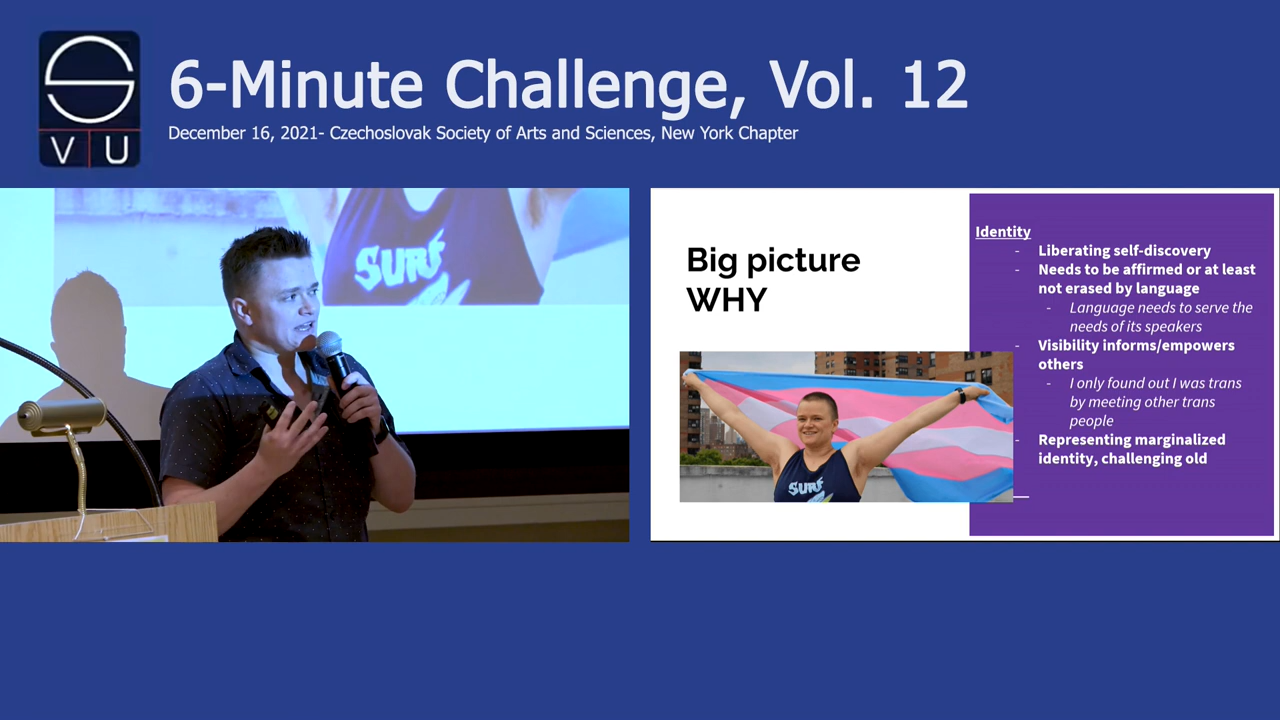 S
VU
6-Minute Challenge, Vol. 12
December 16, 2021- Czechoslovak Society of Arts and Sciences, New York Chapter
SURF
Big picture
WHY
SURF
Identity
- Liberating self-discovery
- Needs to be affirmed or at least
not erased by language
- Language needs to serve the
needs of its speakers
- Visibility informs/empowers
others
- I only found out I was trans
by meeting other trans
people
- Representing marginalized
identity, challenging old